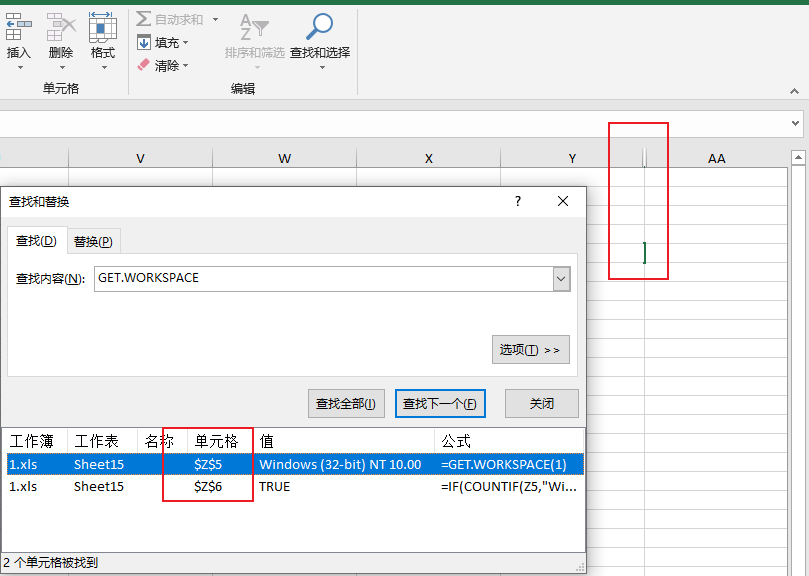 自动求和
插入 删除 格式 填充 排序和筛选 查找和选择
清除
单元格 编辑
V W X Y AA
查找和替换 ?
查找(D) 替换(P)
查找内容(N): GET.WORKSPACE
选项(T) >>
查找全部(I) 查找下一个(F) 关闭
工作簿 工作表 名称 单元格 值 公式
1.xls Sheet15 $Z$5 Windows (32-bit) NT 10.00 =GET.WORKSPACE(1)
1.xls Sheet15 $Z$6 TRUE =IF(COUNTIF(Z5,"Wi...
2 个单元格被找到